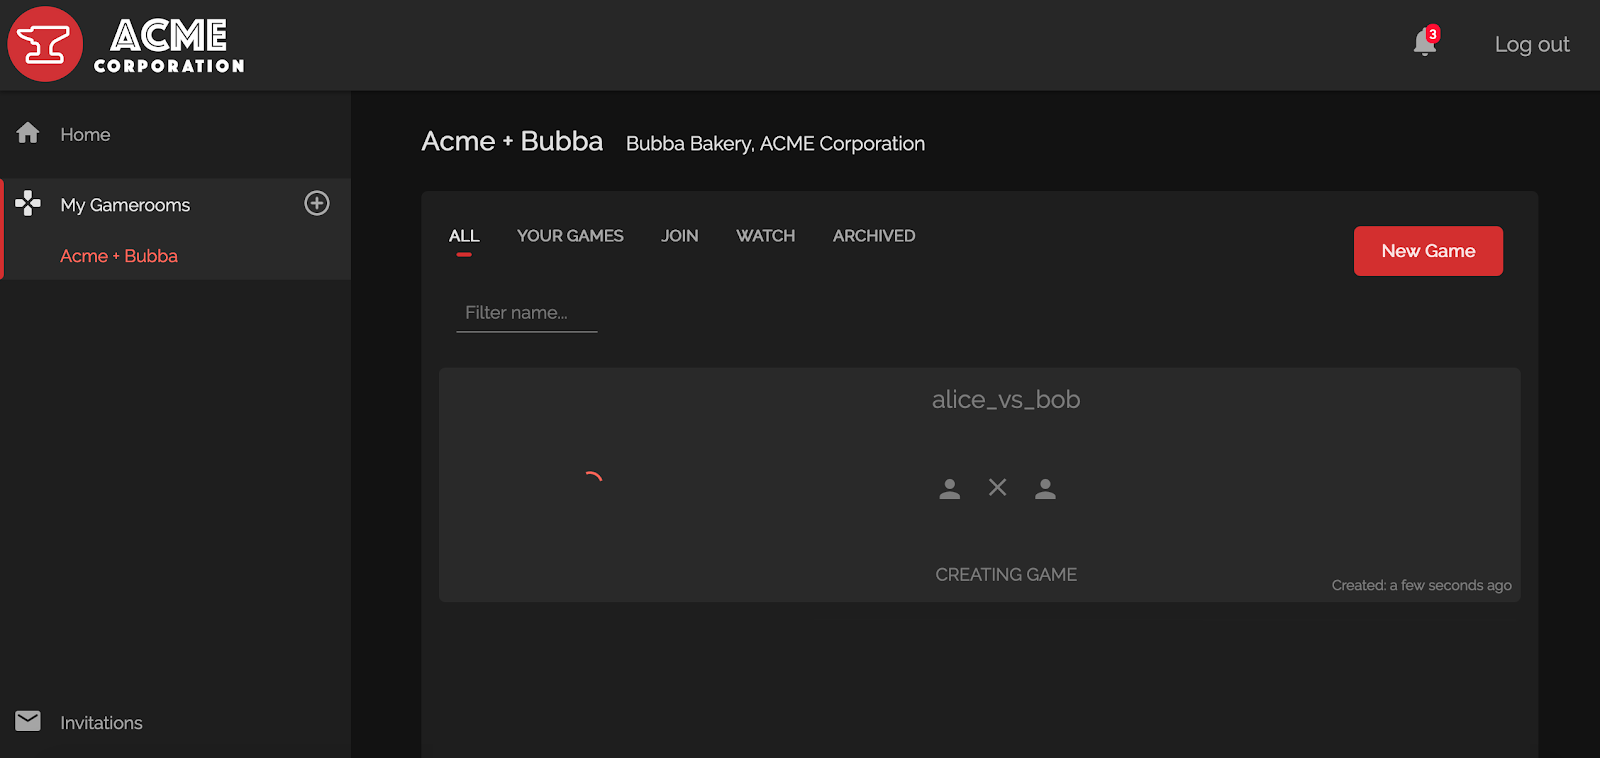 ACME
CORPORATION
3
Log out
Home
My Gamerooms
Acme + Bubba
Invitations
Acme + Bubba Bubba Bakery, ACME Corporation
ALL YOUR GAMES JOIN WATCH ARCHIVED
New Game
Filter name...
alice_vs_bob
CREATING GAME
Created: a few seconds ago